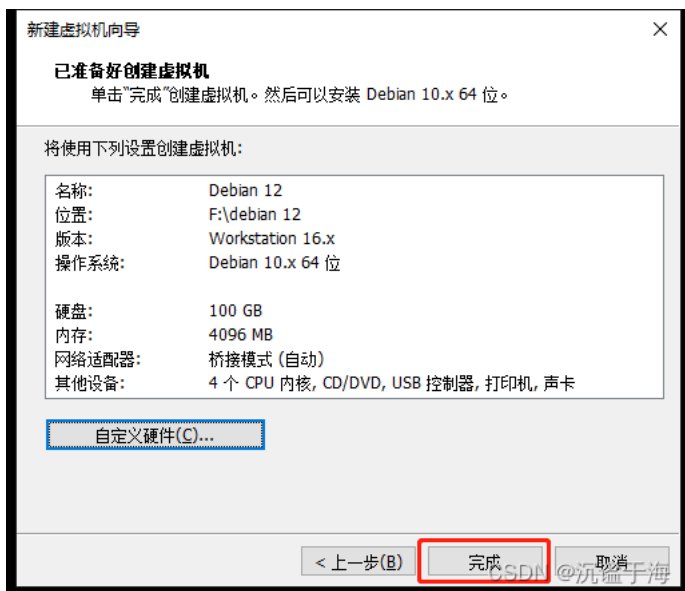 新建虚拟机向导
已准备好创建虚拟机
单击"完成"创建虚拟机。然后可以安装 Debian 10.x 64 位。
将使用下列设置创建虚拟机:
名称: Debian 12
位置: F:\debian 12
版本: Workstation 16.x
操作系统: Debian 10.x 64 位
硬盘: 100 GB
内存: 4096 MB
网络适配器: 桥接模式 (自动)
其他设备: 4 个 CPU 内核, CD/DVD, USB 控制器, 打印机, 声卡
自定义硬件(C)...
< 上一步(B) 完成 取消
CSDN @沉谥于海